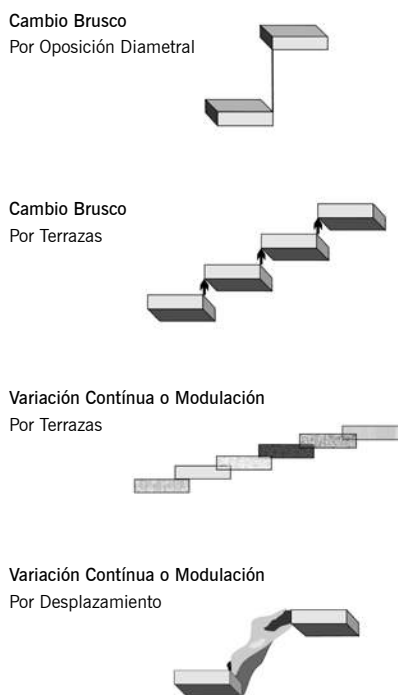 Cambio Brusco
Por Oposición Diametral
Cambio Brusco
Por Terrazas
Variación Contínua o Modulación
Por Terrazas
Variación Contínua o Modulación
Por Desplazamiento